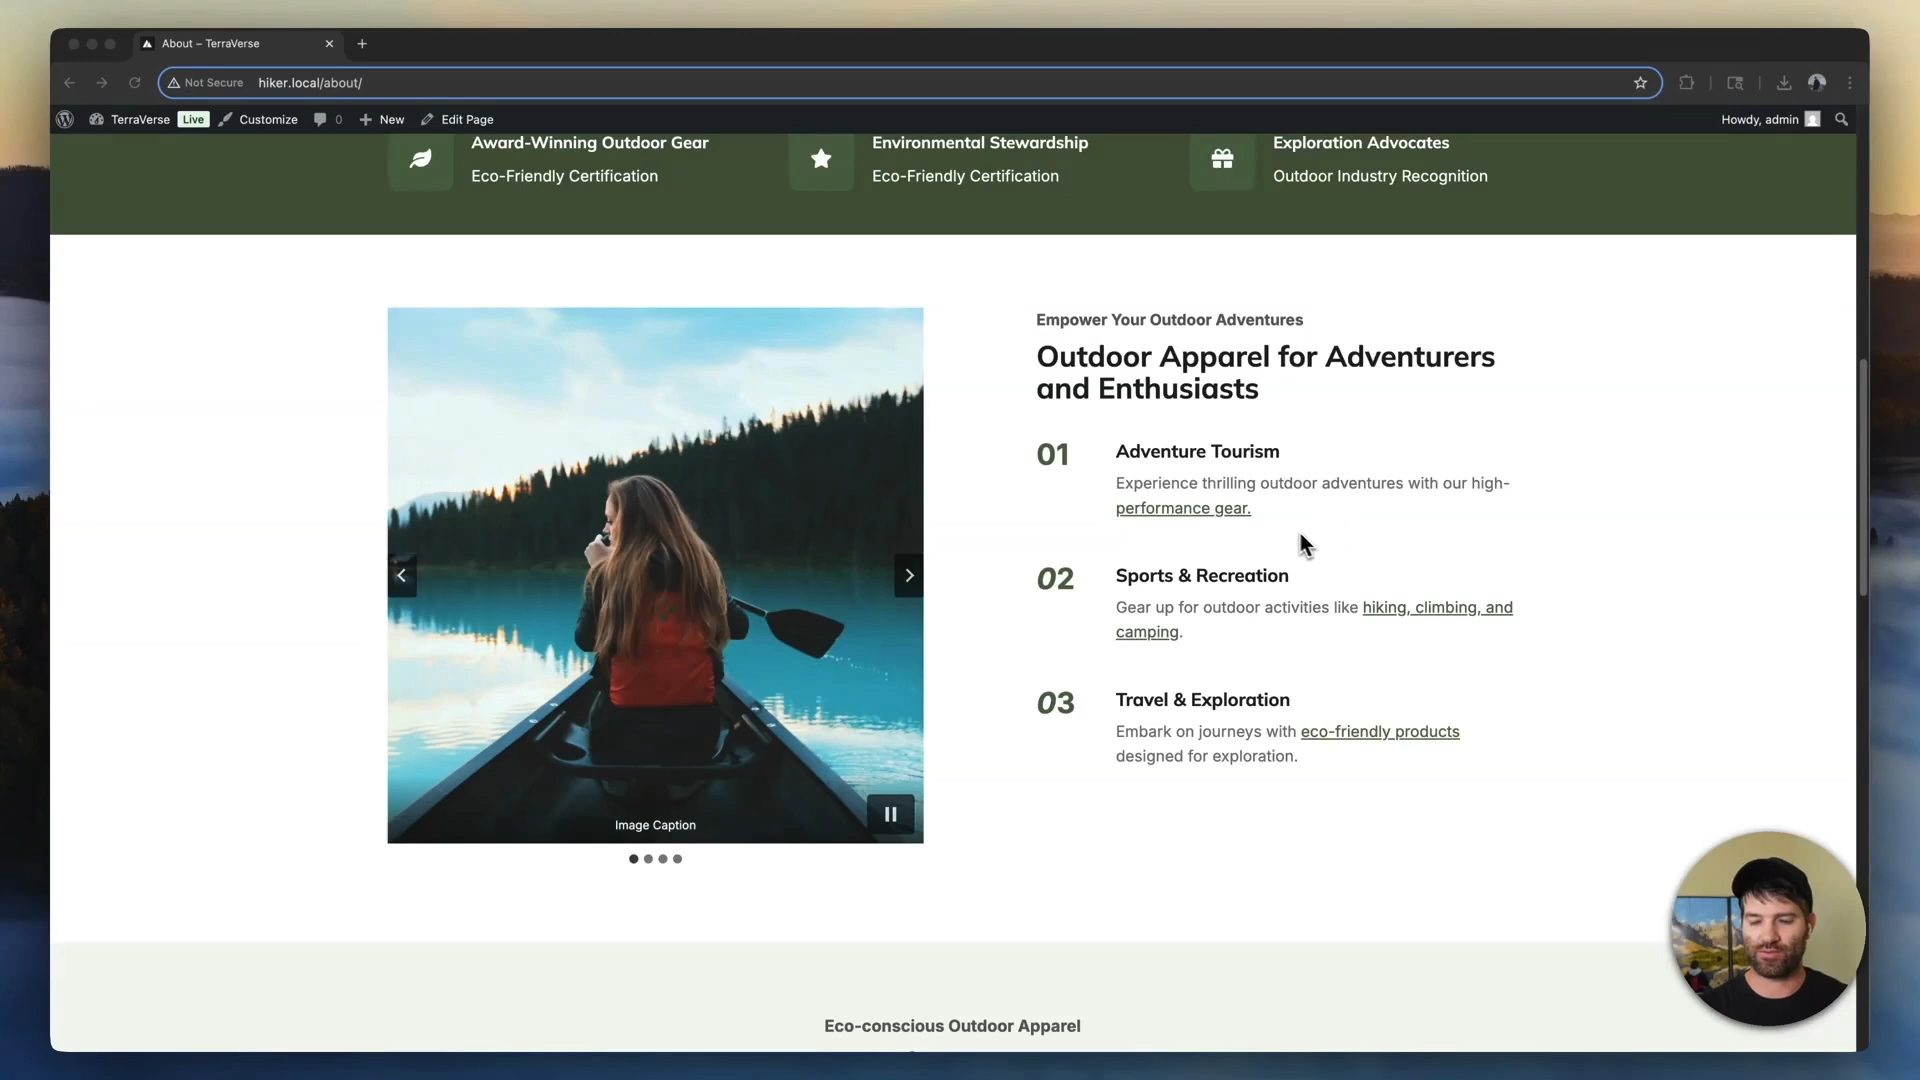 About – TerraVerse
Not Secure hiker.local/about/
TerraVerse Live Customize 0 New Edit Page Howdy, admin
Award-Winning Outdoor Gear
Eco-Friendly Certification
Environmental Stewardship
Eco-Friendly Certification
Exploration Advocates
Outdoor Industry Recognition
Image Caption
Empower Your Outdoor Adventures
Outdoor Apparel for Adventurers
and Enthusiasts
01
Adventure Tourism
Experience thrilling outdoor adventures with our high-
performance gear.
02
Sports & Recreation
Gear up for outdoor activities like hiking, climbing, and
camping.
03
Travel & Exploration
Embark on journeys with eco-friendly products
designed for exploration.
Eco-conscious Outdoor Apparel